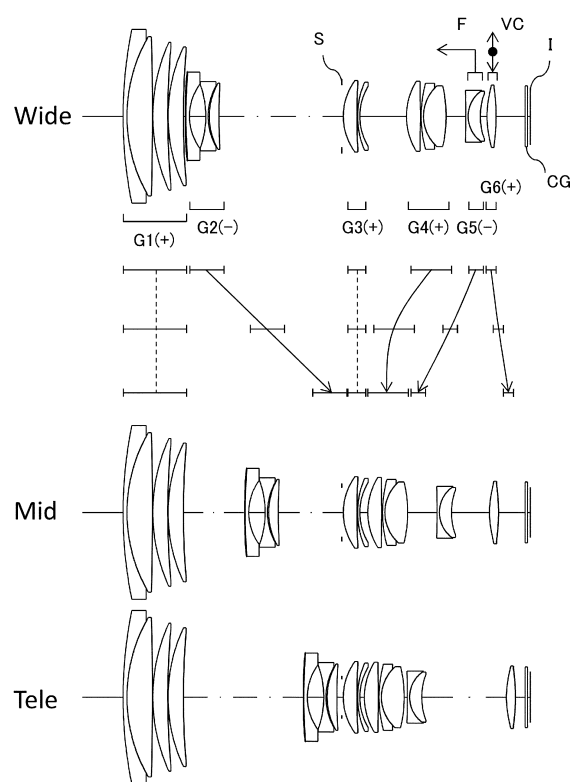 S
F
VC
I
Wide
CG
G6(+)
G1(+) G2(-) G3(+) G4(+) G5(-)
Mid
Tele